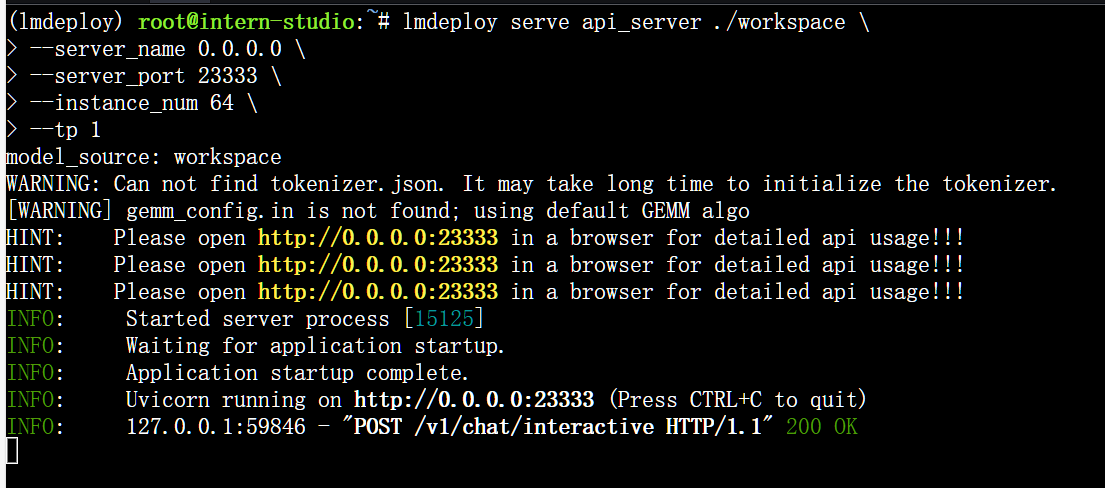 (lmdeploy) root@intern-studio:~# lmdeploy serve api_server ./workspace \
> --server_name 0.0.0.0 \
> --server_port 23333 \
> --instance_num 64 \
> --tp 1
model_source: workspace
WARNING: Can not find tokenizer.json. It may take long time to initialize the tokenizer.
[WARNING] gemm_config.in is not found; using default GEMM algo
HINT:    Please open http://0.0.0.0:23333 in a browser for detailed api usage!!!
HINT:    Please open http://0.0.0.0:23333 in a browser for detailed api usage!!!
HINT:    Please open http://0.0.0.0:23333 in a browser for detailed api usage!!!
INFO:     Started server process [15125]
INFO:     Waiting for application startup.
INFO:     Application startup complete.
INFO:     Uvicorn running on http://0.0.0.0:23333 (Press CTRL+C to quit)
INFO:     127.0.0.1:59846 - "POST /v1/chat/interactive HTTP/1.1" 200 OK